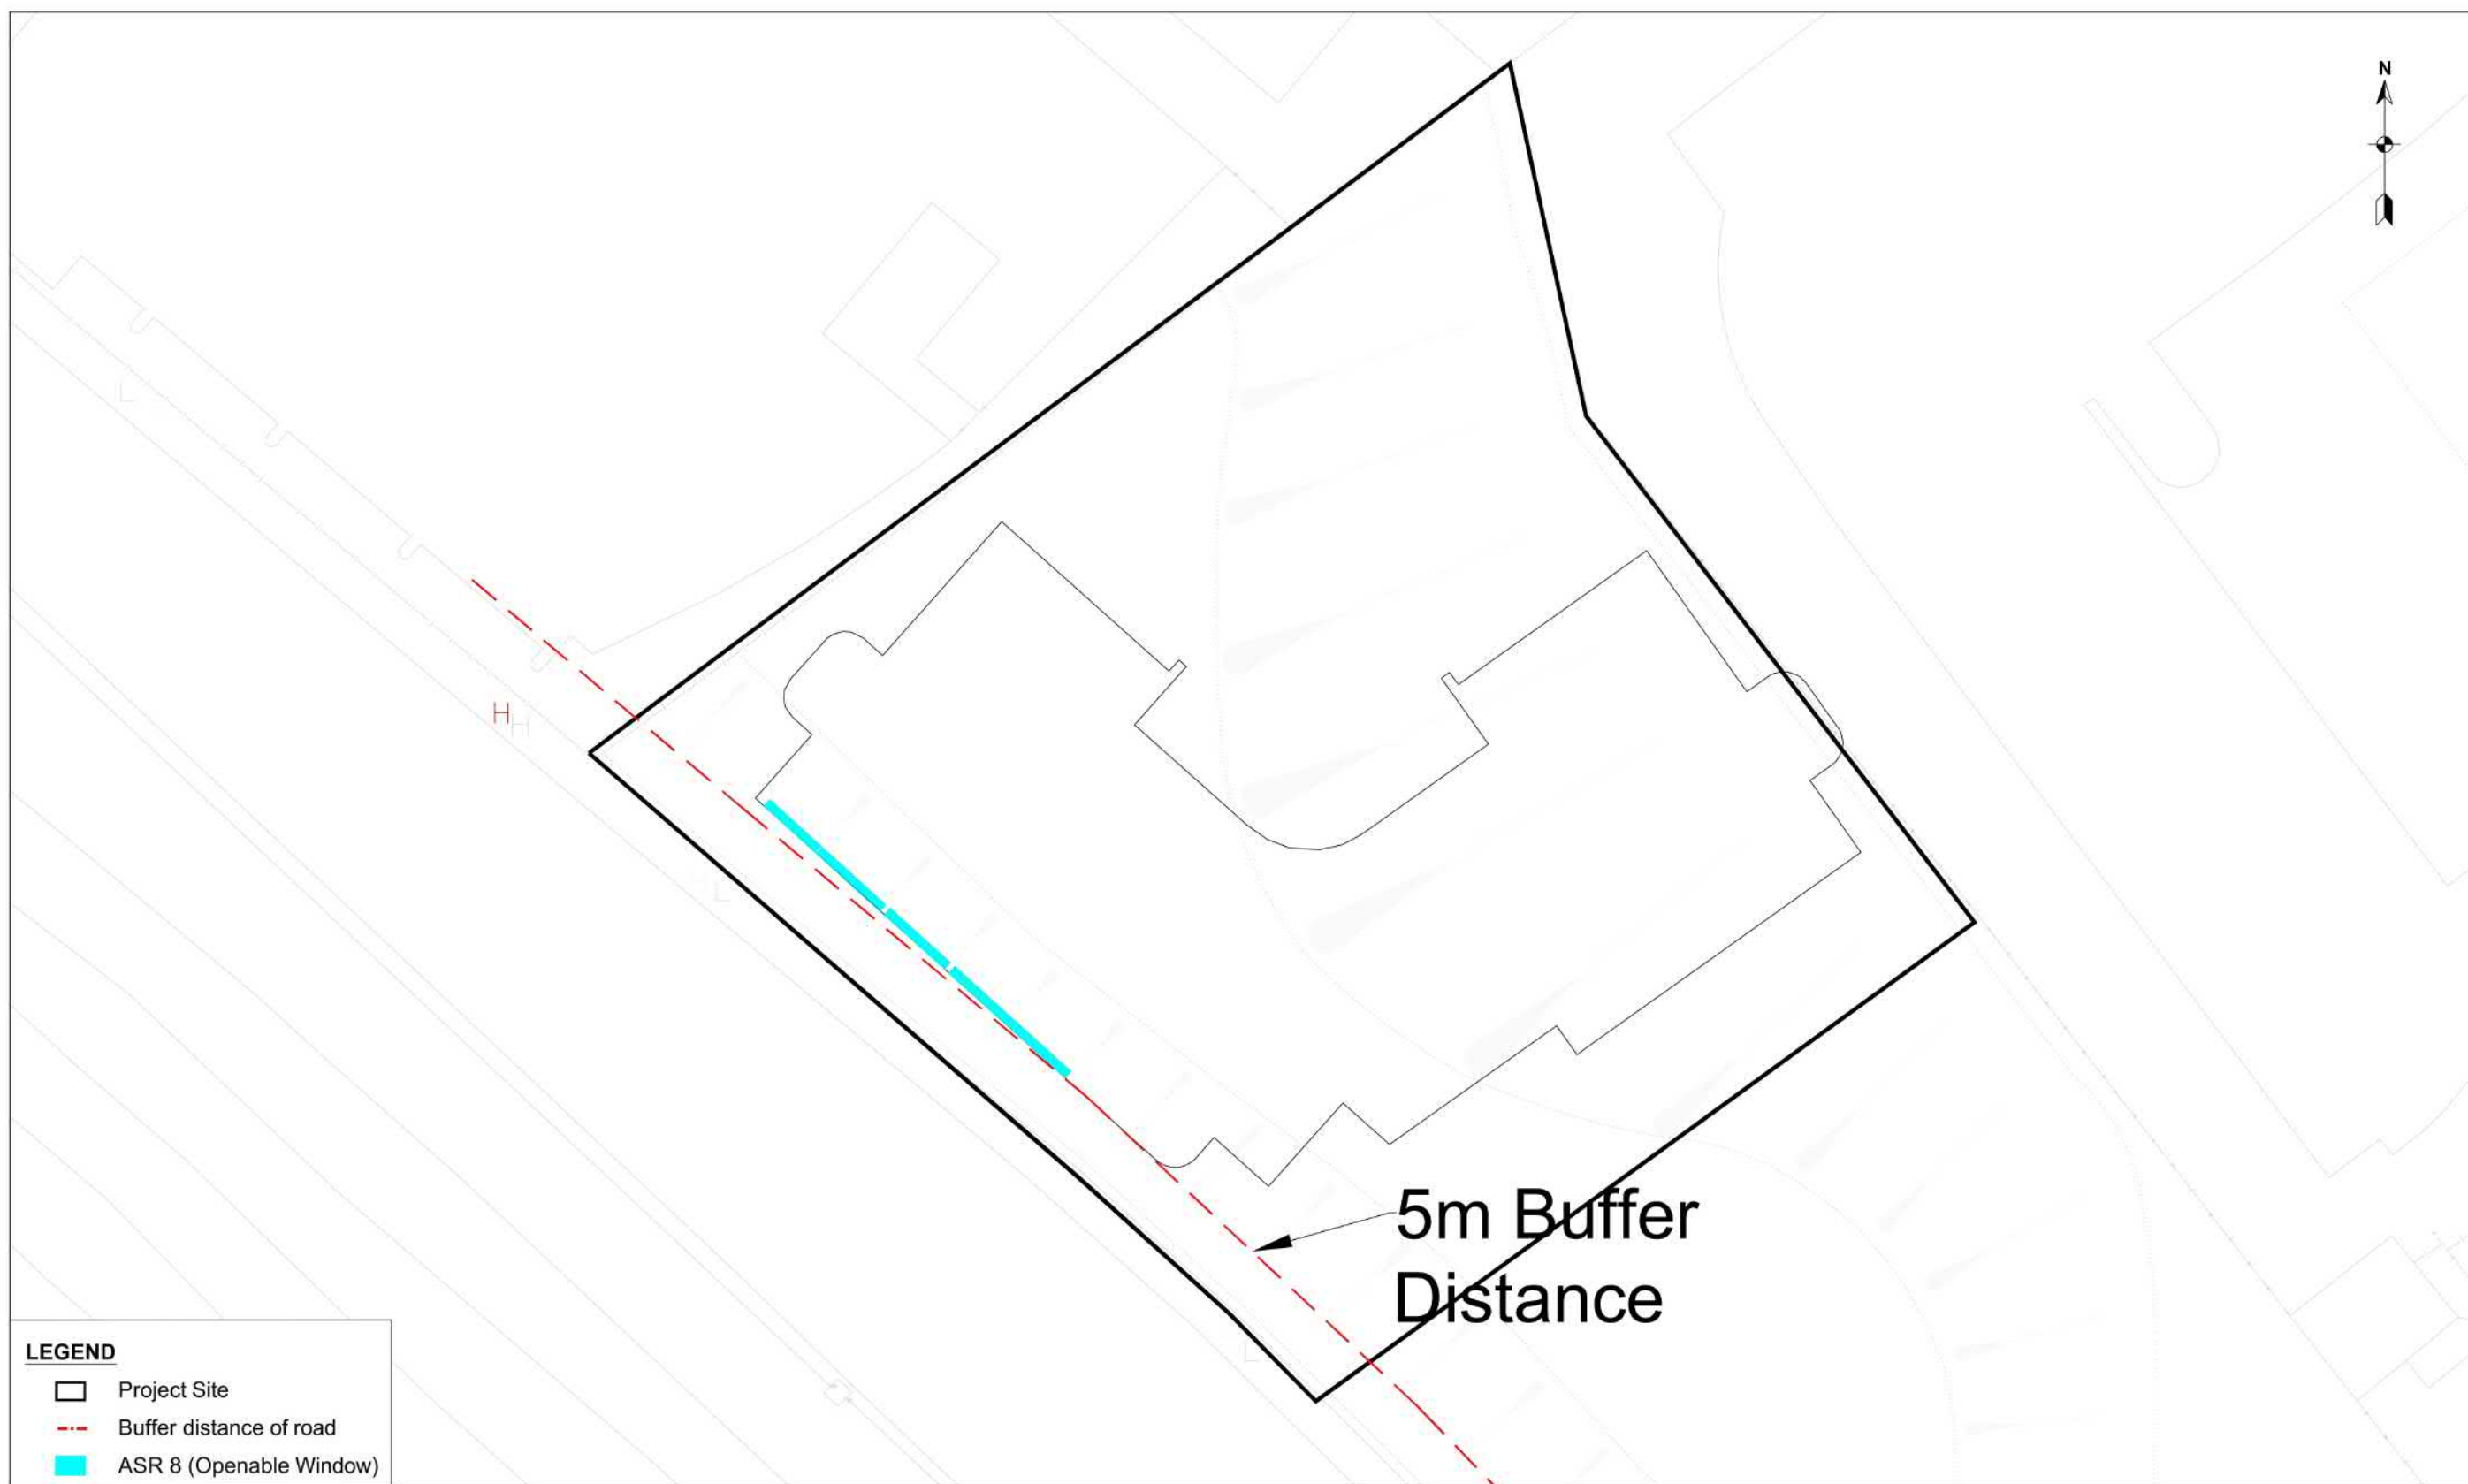 N
L
H
H
L
5m Buffer
Distance
L
LEGEND
Project Site
Buffer distance of road
ASR 8 (Openable Window)